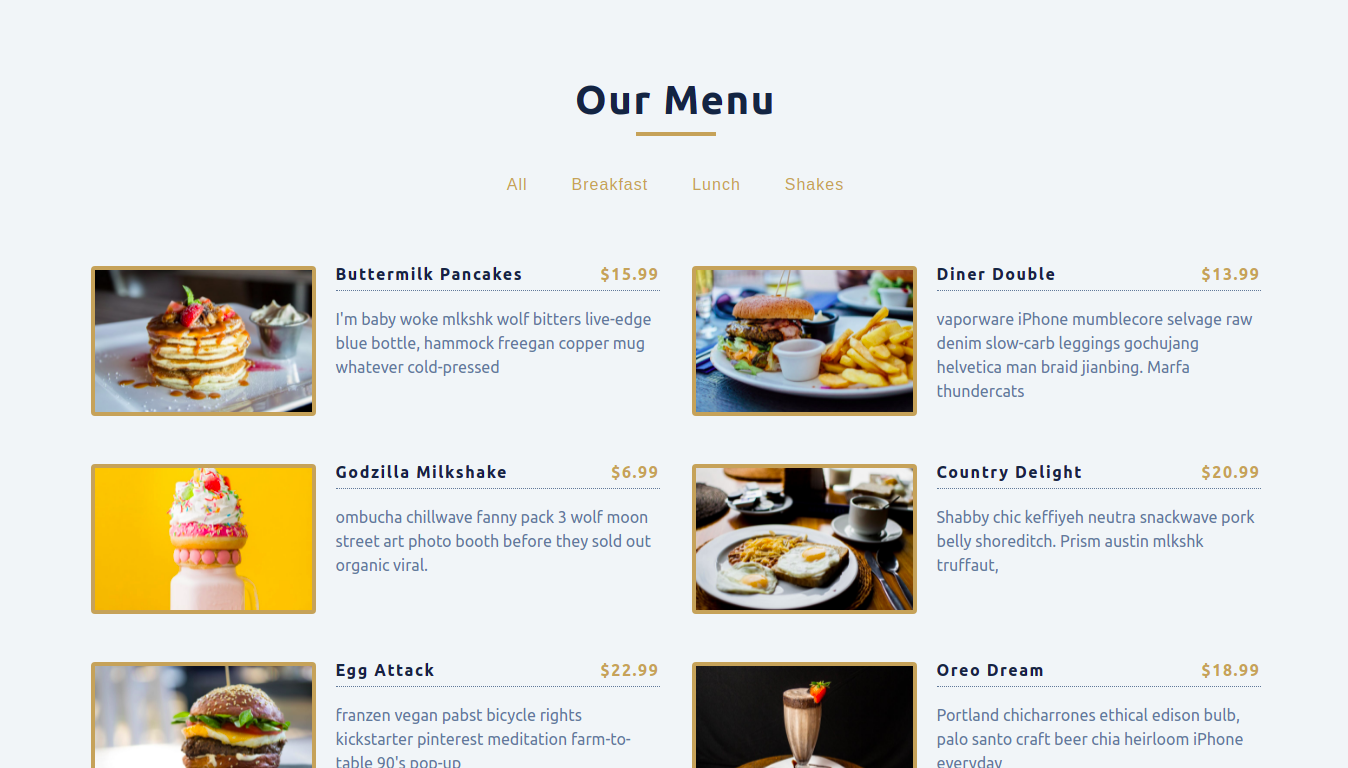 Our Menu
All Breakfast Lunch Shakes
Buttermilk Pancakes $15.99
I'm baby woke mlkshk wolf bitters live-edge
blue bottle, hammock freegan copper mug
whatever cold-pressed
Diner Double $13.99
vaporware iPhone mumblecore selvage raw
denim slow-carb leggings gochujang
helvetica man braid jianbing. Marfa
thundercats
Godzilla Milkshake $6.99
ombucha chillwave fanny pack 3 wolf moon
street art photo booth before they sold out
organic viral.
Country Delight $20.99
Shabby chic keffiyeh neutra snackwave pork
belly shoreditch. Prism austin mlkshk
truffaut,
Egg Attack $22.99
franzen vegan pabst bicycle rights
kickstarter pinterest meditation farm-to-
table 90's pop-up
Oreo Dream $18.99
Portland chicharrones ethical edison bulb,
palo santo craft beer chia heirloom iPhone
everyday